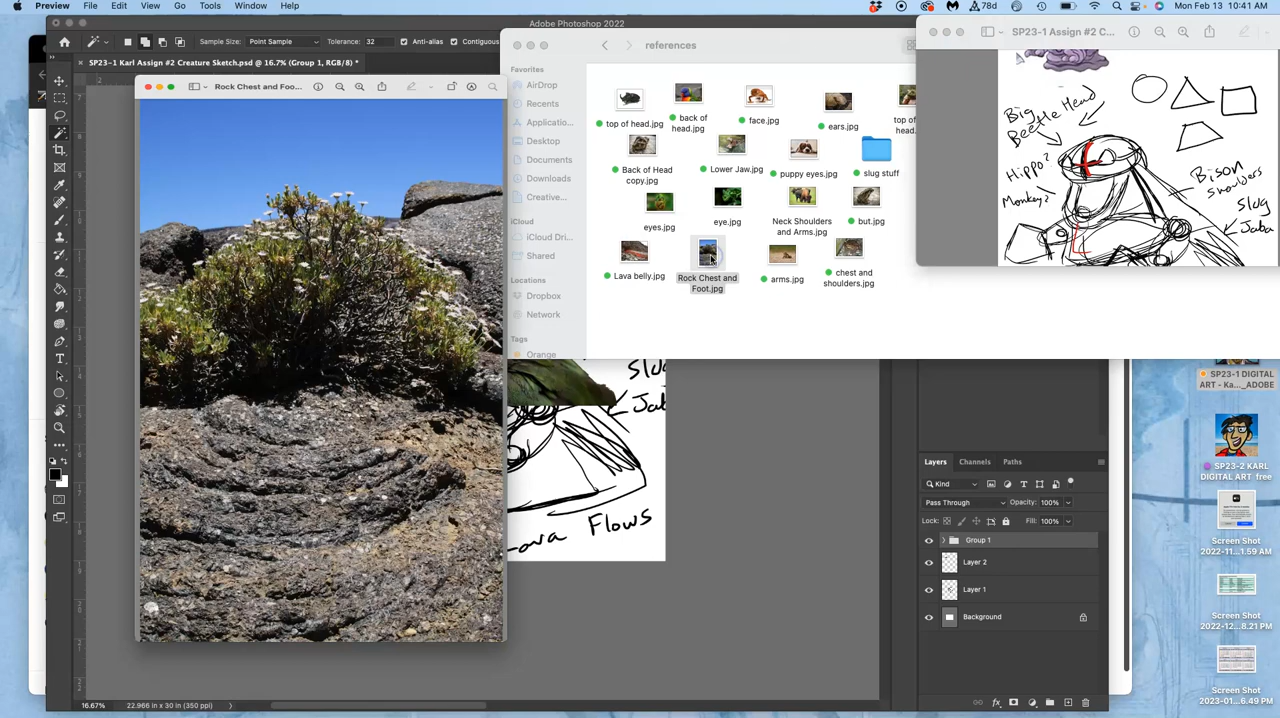 Preview File Edit View Go Tools Window Help
78d
Mon Feb 13 10:41 AM
Adobe Photoshop 2022
Sample Size: Point Sample Tolerance: 32 Anti-alias Contiguous
SP23-1 Karl Assign #2 Creature Sketch.psd @ 16.7% (Group 1, RGB/8) *
Rock Chest and Foo...
references
Favorites
AirDrop
Recents
Applicatio...
Desktop
Documents
Downloads
Creative...
iCloud
iCloud Dri...
Shared
Locations
Dropbox
Network
Tags
Orange
top of head.jpg
back of head.jpg
face.jpg
ears.jpg
top of head.
Back of Head copy.jpg
Lower Jaw.jpg
puppy eyes.jpg
slug stuff
eyes.jpg
eye.jpg
Neck Shoulders and Arms.jpg
but.jpg
Lava belly.jpg
Rock Chest and Foot.jpg
arms.jpg
chest and shoulders.jpg
SP23-1 Assign #2 C...
Big
Beetle Head
Hippo?
Monkey?
Bison
Shoulders
Slug
Jaba
Slug
Jaba
Flows
Layers Channels Paths
Kind
Pass Through Opacity: 100%
Lock: Fill: 100%
Group 1
Layer 2
Layer 1
Background
SP23-1 DIGITAL
ART - Ka..._ADOBE
SP23-2 KARL
DIGITAL ART free
Screen Shot
2022-11...1.59 AM
Screen Shot
2022-12...8.21 PM
Screen Shot
2023-01...6.49 PM
16.67% 22.966 in x 30 in (350 ppi)